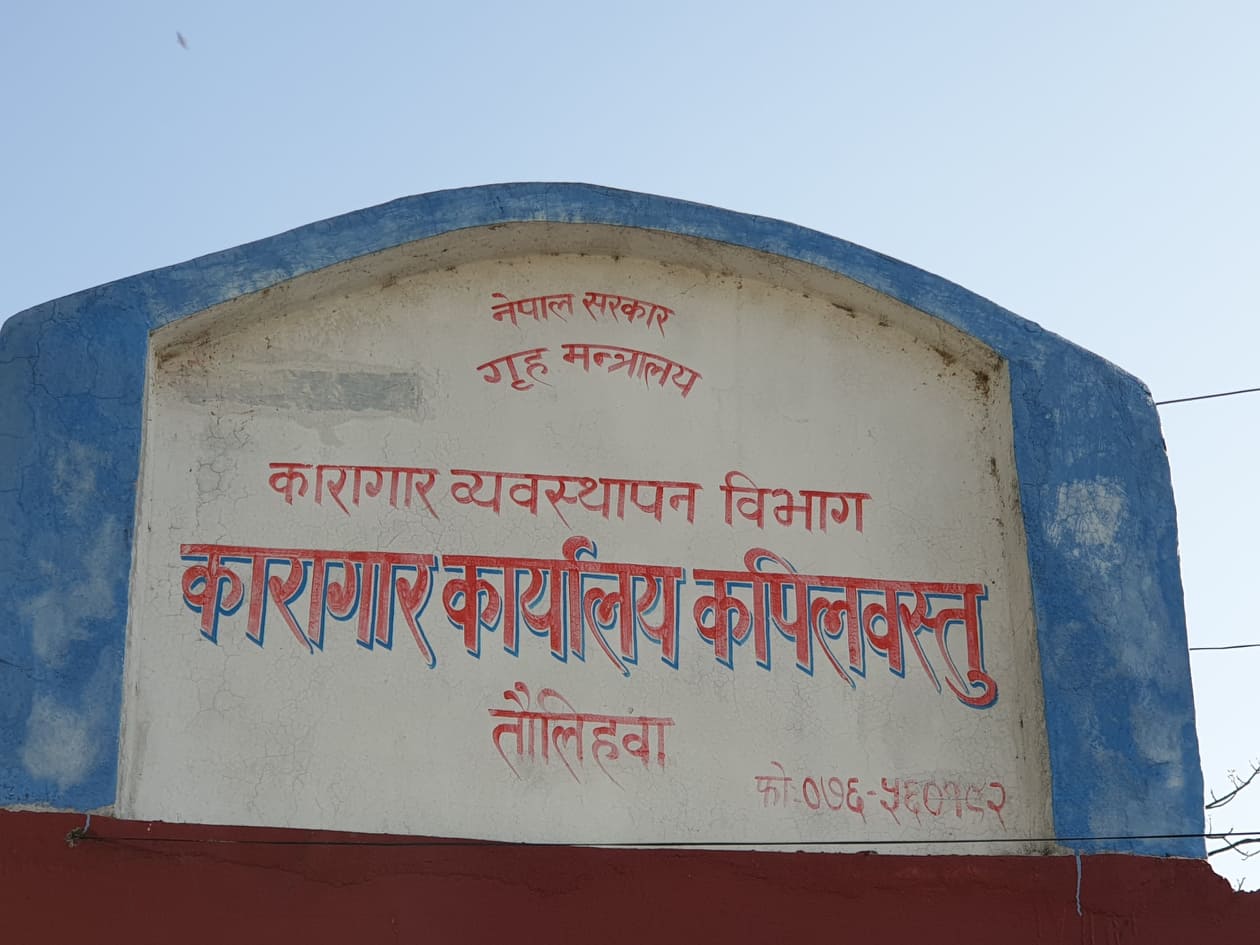 नेपाल सरकार
गृह मन्त्रालय
कारागार व्यवस्थापन विभाग
कारागार कार्यालय कपिलवस्तु
तौलिहवा
फो:-०७६-५६०१९२